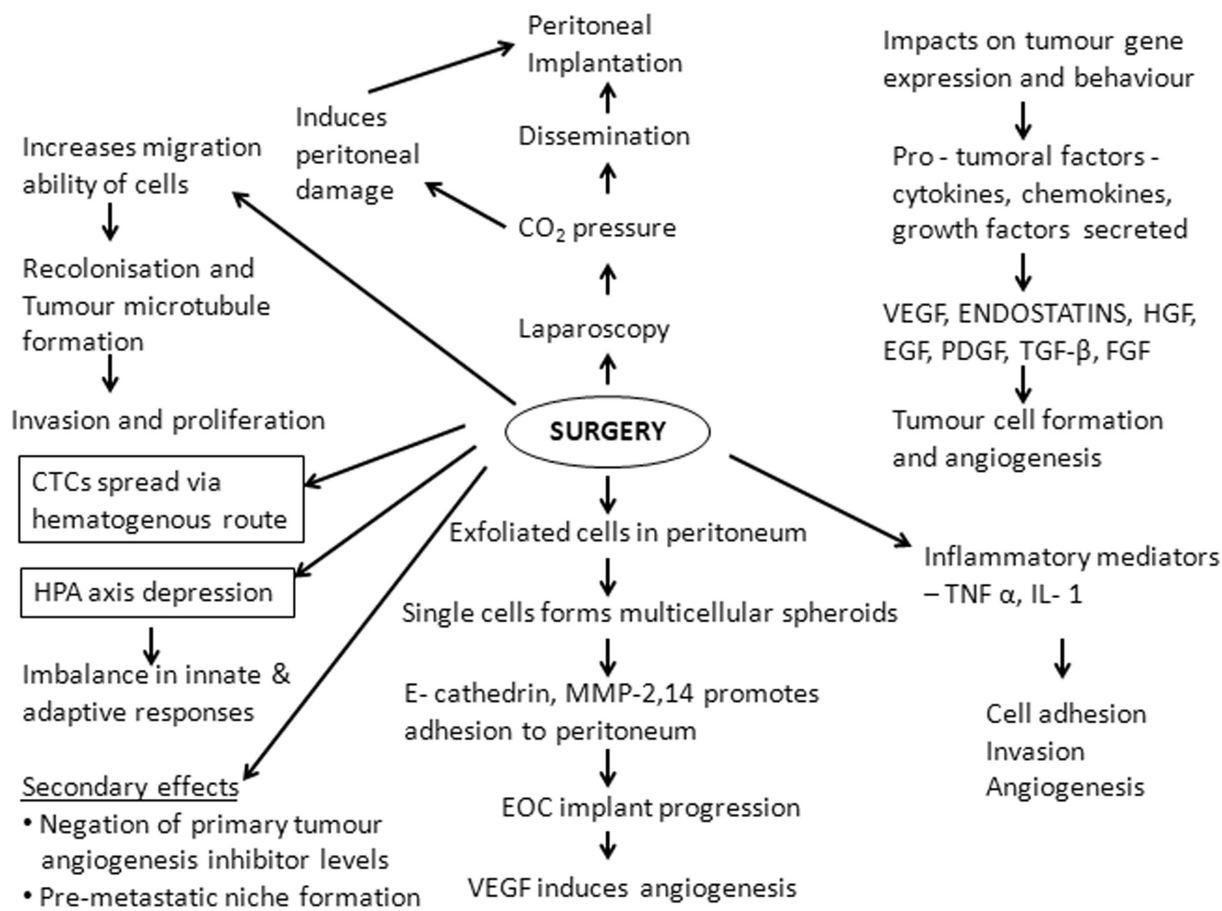 Peritoneal
Implantation
Dissemination
CO₂ pressure
Laparoscopy
Induces
peritoneal
damage
Increases migration
ability of cells
Recolonisation and
Tumour microtubule
formation
Invasion and proliferation
SURGERY
CTCs spread via
hematogenous route
HPA axis depression
Imbalance in innate &
adaptive responses
Secondary effects
• Negation of primary tumour
angiogenesis inhibitor levels
• Pre-metastatic niche formation
Exfoliated cells in peritoneum
Single cells forms multicellular spheroids
E- cathedrin, MMP-2,14 promotes
adhesion to peritoneum
EOC implant progression
VEGF induces angiogenesis
Impacts on tumour gene
expression and behaviour
Pro - tumoral factors -
cytokines, chemokines,
growth factors secreted
VEGF, ENDOSTATINS, HGF,
EGF, PDGF, TGF-β, FGF
Tumour cell formation
and angiogenesis
Inflammatory mediators
– TNF α, IL- 1
Cell adhesion
Invasion
Angiogenesis